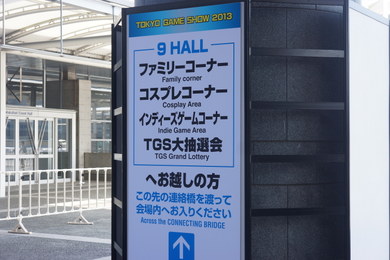 TOKYO GAME SHOW 2013
9 HALL
ファミリーコーナー
Family corner
コスプレコーナー
Cosplay Area
インディーズゲームコーナー
Indie Game Area
TGS大抽選会
TGS Grand Lottery
へお越しの方
この先の連絡橋を渡って
会場内へお入りください
Across the CONNECTING BRIDGE